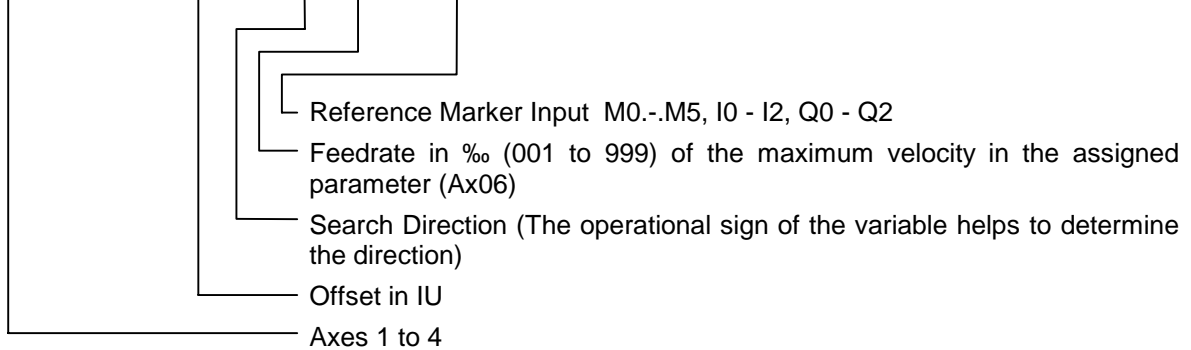 Reference Marker Input M0.-.M5, I0 - I2, Q0 - Q2
Feedrate in ‰ (001 to 999) of the maximum velocity in the assigned
parameter (Ax06)
Search Direction (The operational sign of the variable helps to determine
the direction)
Offset in IU
Axes 1 to 4